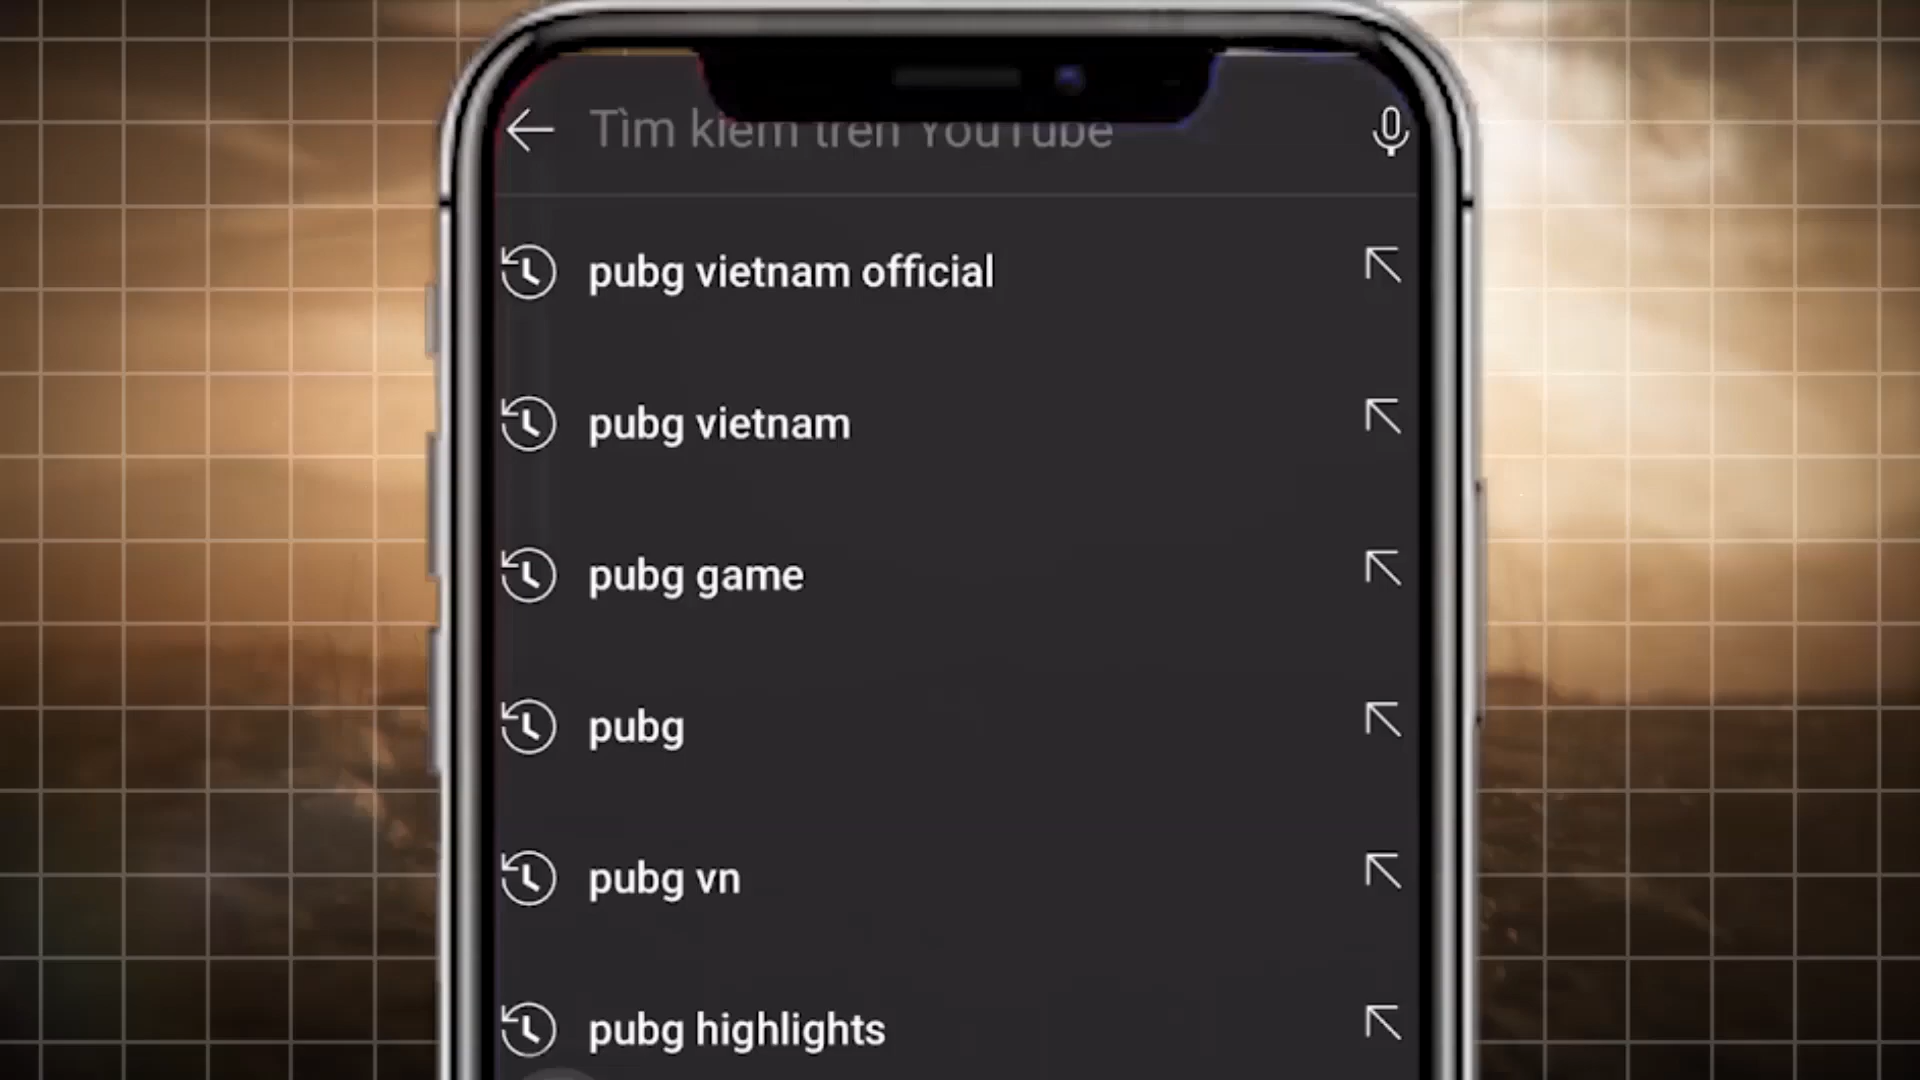 Tìm kiếm trên YouTube
pubg vietnam official
pubg vietnam
pubg game
pubg
pubg vn
pubg highlights